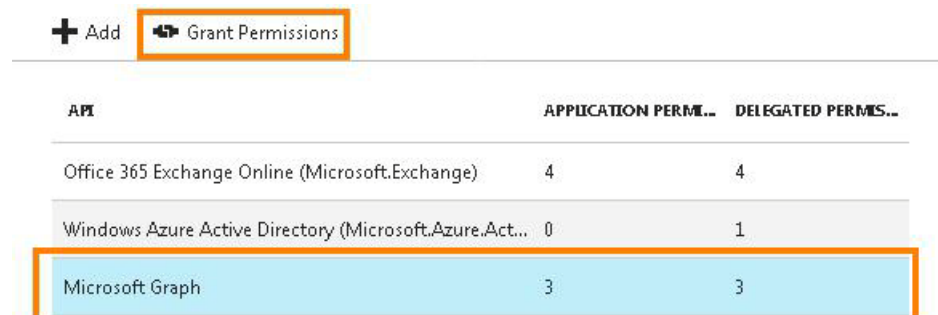 Add Grant Permissions
API APPLICATION PERMI... DELEGATED PERMIS...
Office 365 Exchange Online (Microsoft.Exchange) 4 4
Windows Azure Active Directory (Microsoft.Azure.Act... 0 1
Microsoft Graph 3 3